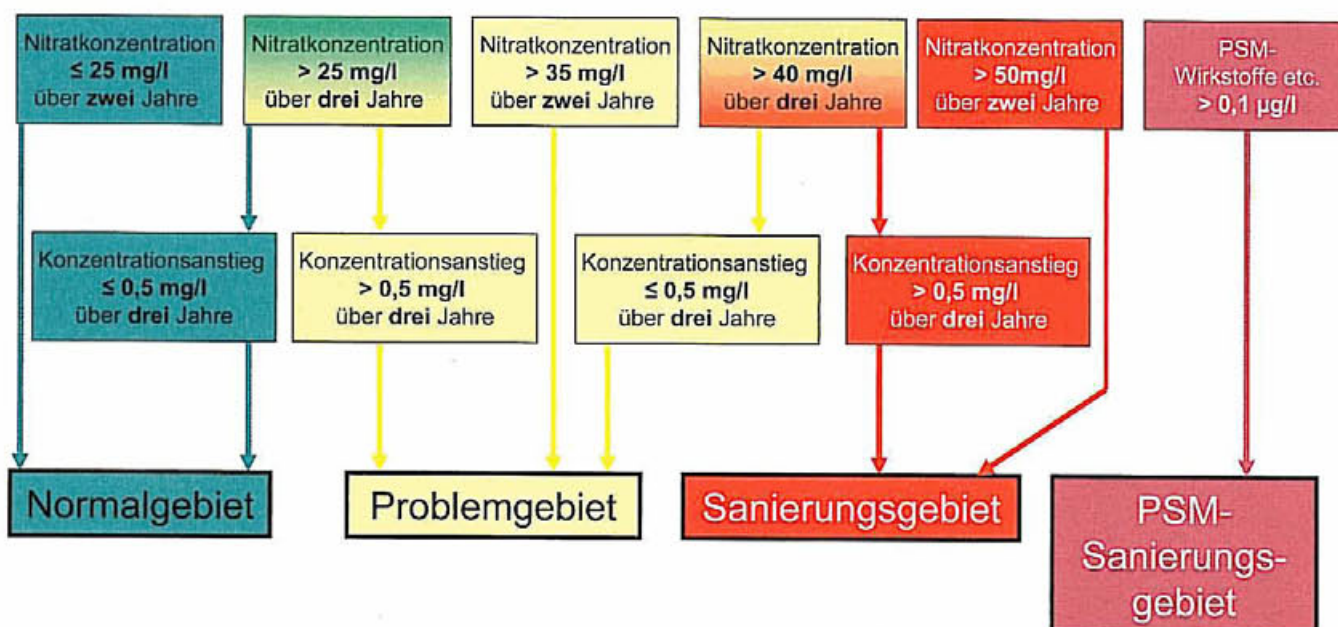 Nitratkonzentration
≤ 25 mg/l
über zwei Jahre
Nitratkonzentration
> 25 mg/l
über drei Jahre
Nitratkonzentration
> 35 mg/l
über zwei Jahre
Nitratkonzentration
> 40 mg/l
über drei Jahre
Nitratkonzentration
> 50mg/l
über zwei Jahre
PSM-
Wirkstoffe etc.
> 0,1 µg/l
Konzentrationsanstieg
≤ 0,5 mg/l
über drei Jahre
Konzentrationsanstieg
> 0,5 mg/l
über drei Jahre
Konzentrationsanstieg
≤ 0,5 mg/l
über drei Jahre
Konzentrationsanstieg
> 0,5 mg/l
über drei Jahre
Normalgebiet
Problemgebiet
Sanierungsgebiet
PSM-
Sanierungs-
gebiet